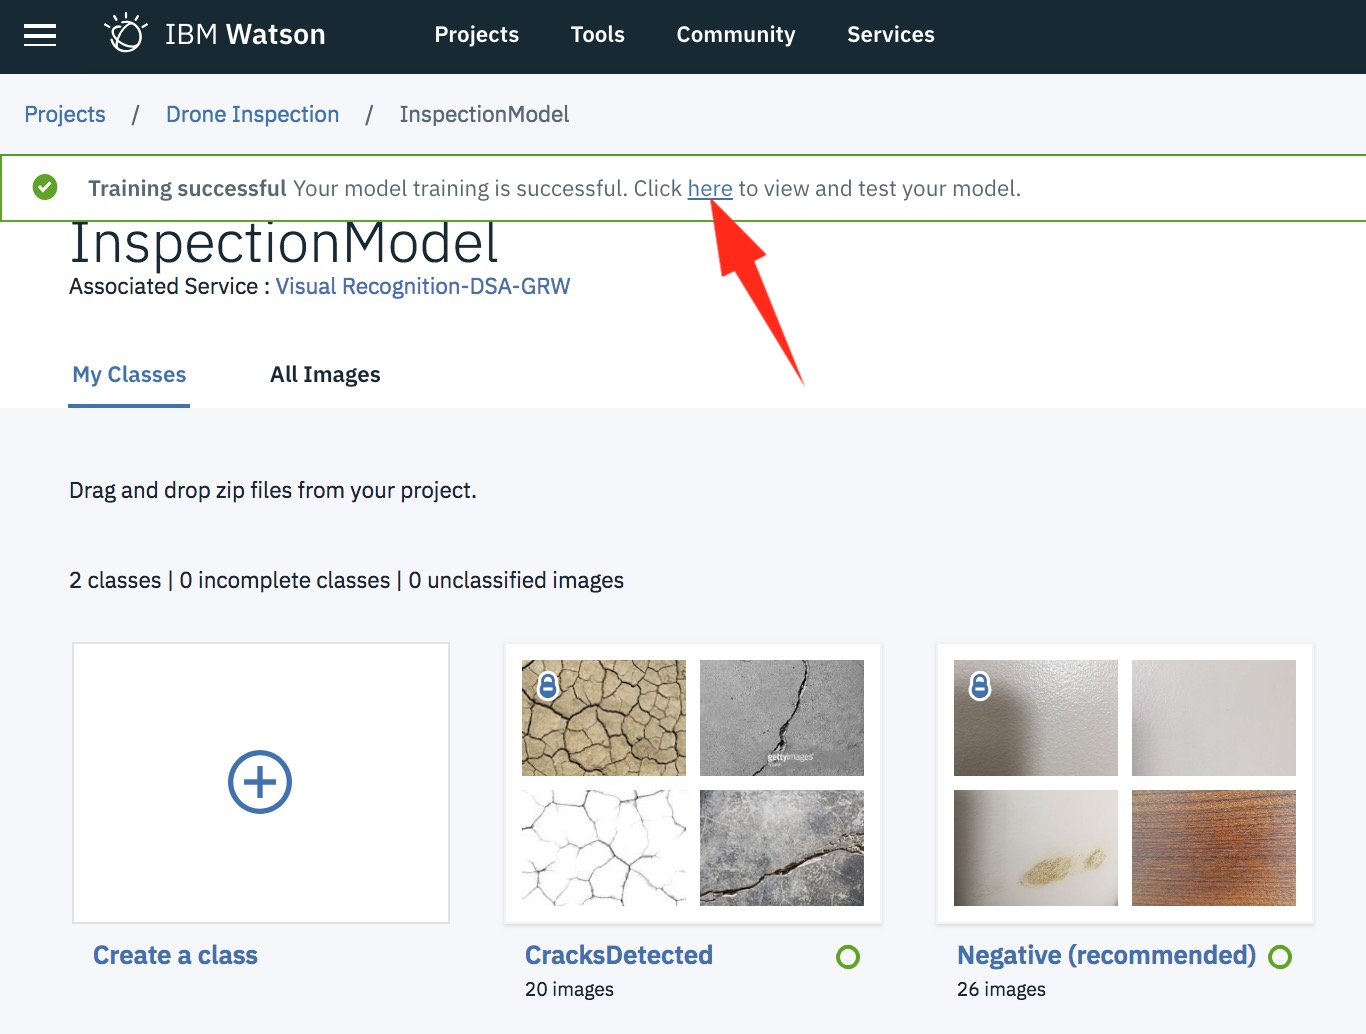 IBM Watson Projects Tools Community Services
Projects / Drone Inspection / InspectionModel
Training successful Your model training is successful. Click here to view and test your model.
InspectionModel
Associated Service : Visual Recognition-DSA-GRW
My Classes All Images
Drag and drop zip files from your project.
2 classes | 0 incomplete classes | 0 unclassified images
gettyimages
Create a class
CracksDetected
20 images
Negative (recommended)
26 images